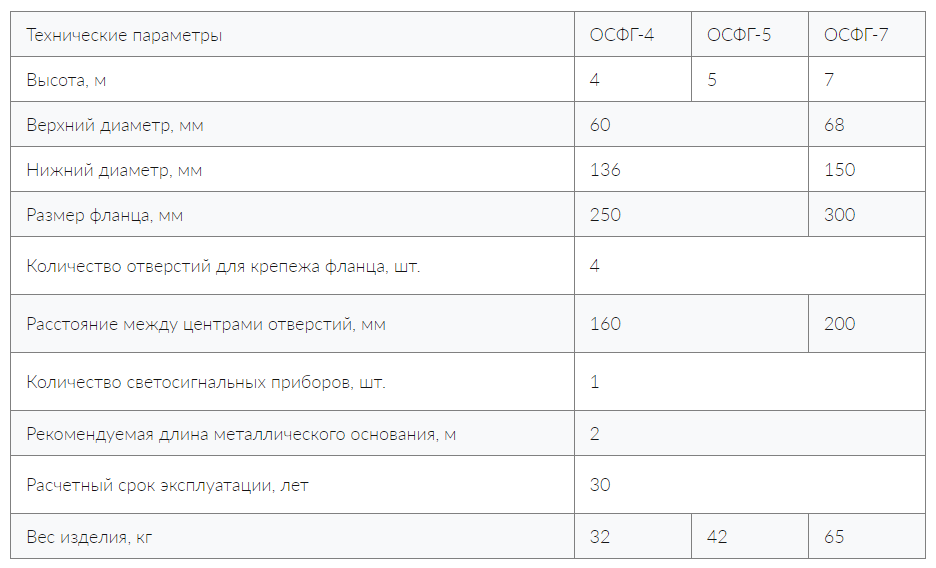 Технические параметры ОСФГ-4 ОСФГ-5 ОСФГ-7
Высота, м 4 5 7
Верхний диаметр, мм 60 68
Нижний диаметр, мм 136 150
Размер фланца, мм 250 300
Количество отверстий для крепежа фланца, шт. 4
Расстояние между центрами отверстий, мм 160 200
Количество светосигнальных приборов, шт. 1
Рекомендуемая длина металлического основания, м 2
Расчетный срок эксплуатации, лет 30
Вес изделия, кг 32 42 65